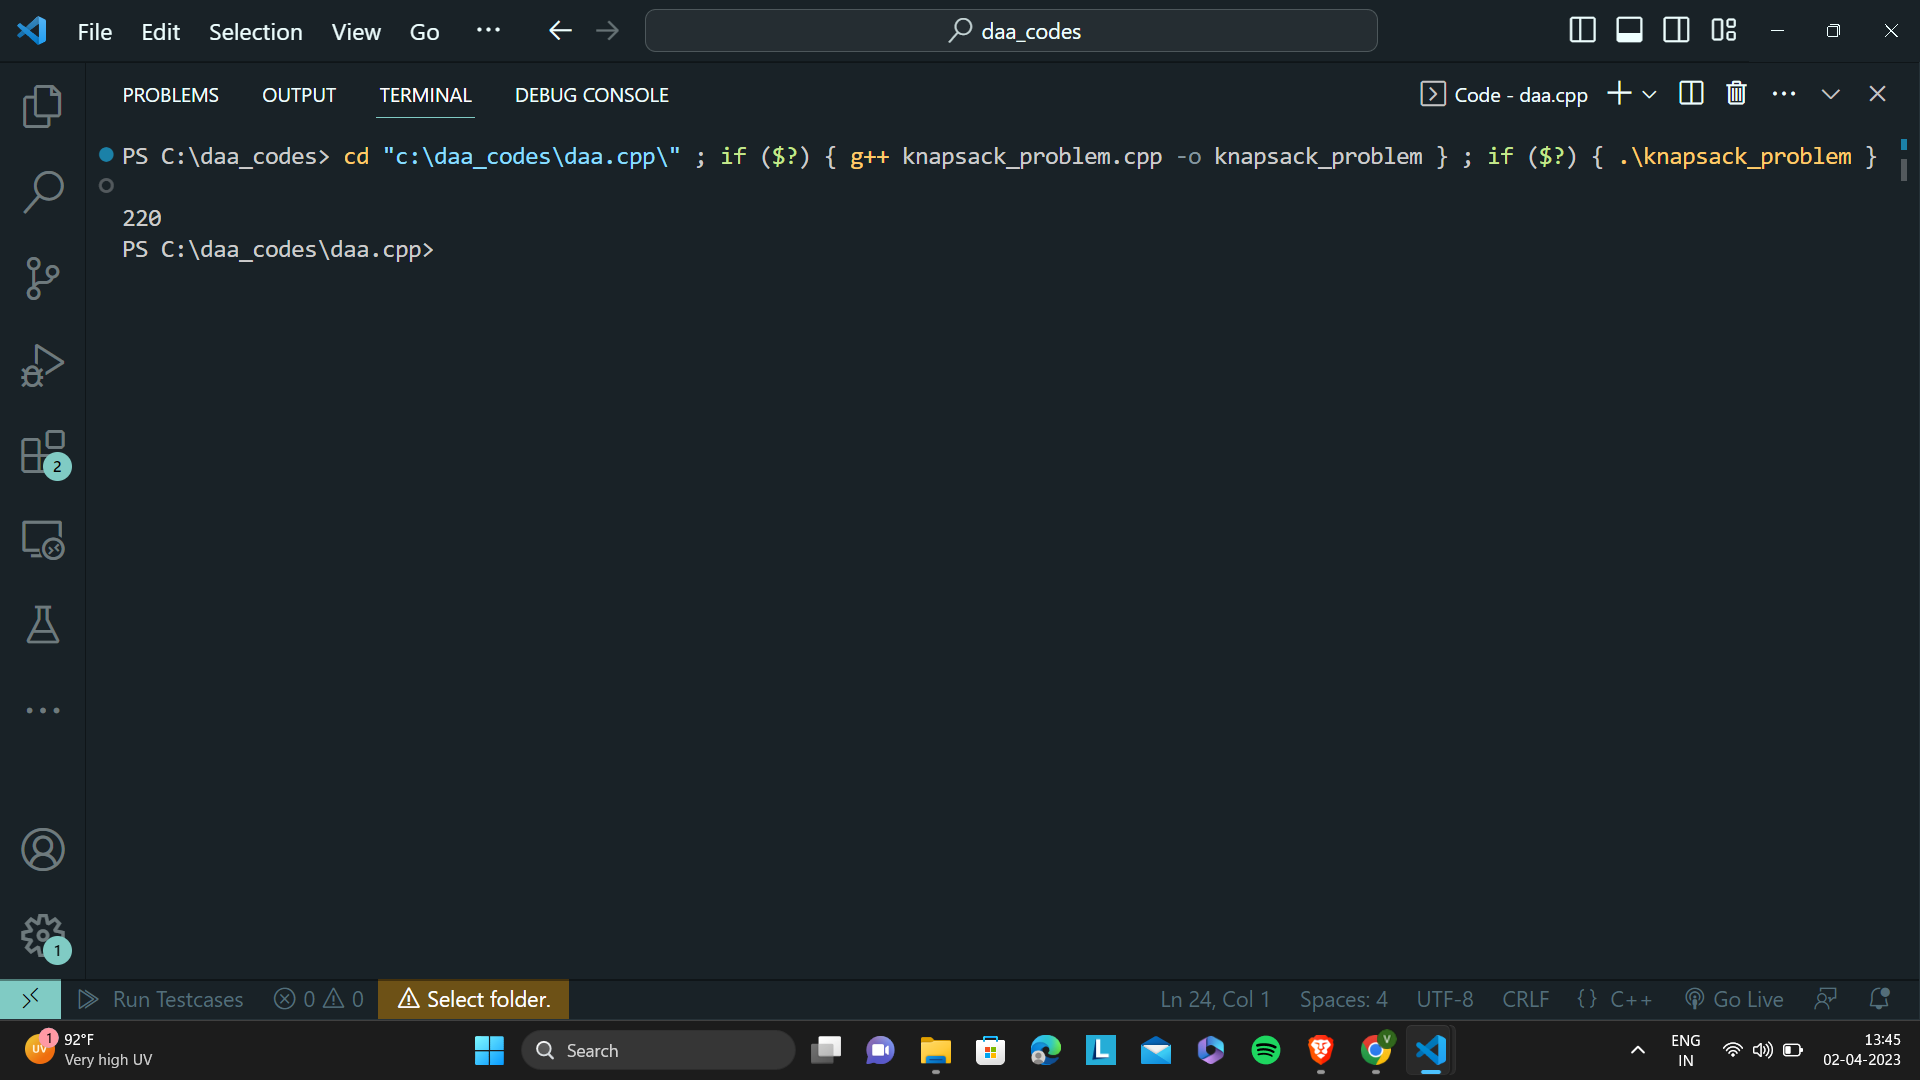 File Edit Selection View Go ··· daa_codes
PROBLEMS OUTPUT TERMINAL DEBUG CONSOLE Code - daa.cpp
PS C:\daa_codes> cd "c:\daa_codes\daa.cpp\" ; if ($?) { g++ knapsack_problem.cpp -o knapsack_problem } ; if ($?) { .\knapsack_problem }
220
PS C:\daa_codes\daa.cpp>
2
1
Run Testcases 0 0 Select folder. Ln 24, Col 1 Spaces: 4 UTF-8 CRLF {} C++ Go Live
UV 1 92°F
Very high UV
Search
L
V
ENG
IN
13:45
02-04-2023